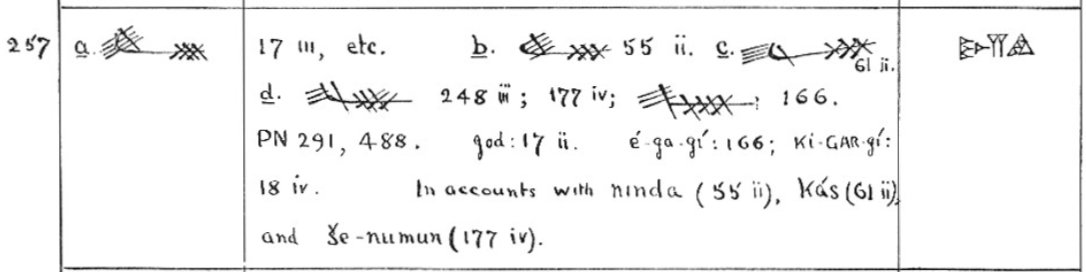 257 a. 17 iii, etc. b. 55 ii. c. 61 ii.
d. 248 iii ; 177 iv; ; 166.
PN 291, 488. god: 17 ii. é-ga-gí: 166; Ki-GAR-gí:
18 iv. In accounts with ninda (55 ii), Kás (61 ii),
and še-numun (177 iv).